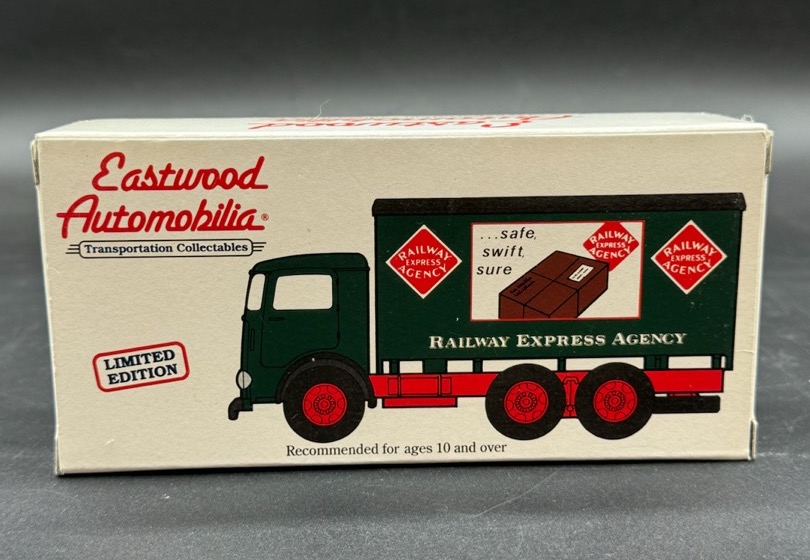 Eastwood
Automobilia®
Transportation Collectables
LIMITED
EDITION
...safe,
swift,
sure
RAILWAY
EXPRESS
AGENCY
RAILWAY
EXPRESS
AGENCY
RAILWAY
EXPRESS
AGENCY
RAILWAY EXPRESS AGENCY
Recommended for ages 10 and over
Eastwood